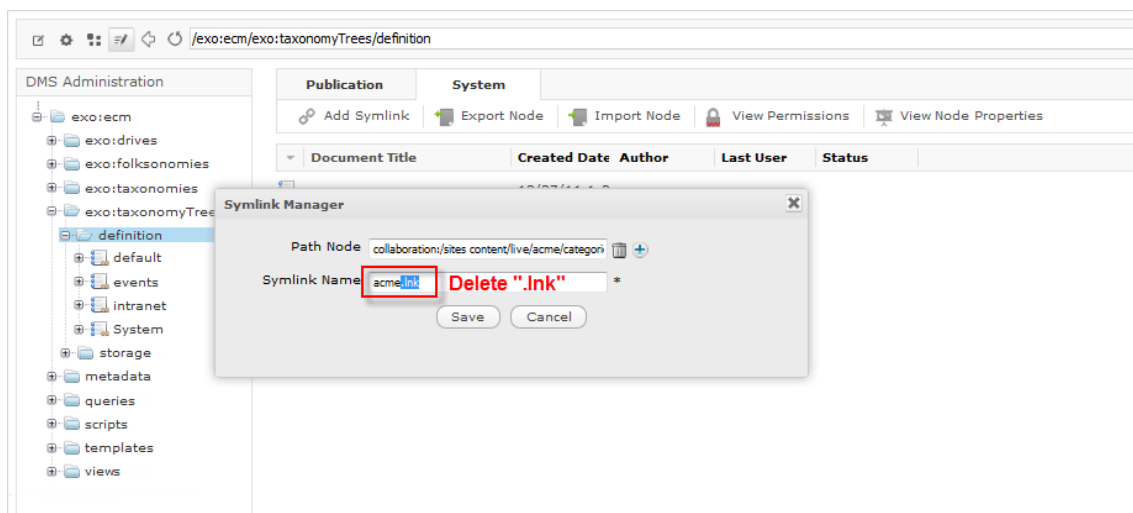 /exo:ecm/exo:taxonomyTrees/definition
DMS Administration
exo:ecm
exo:drives
exo:folksonomies
exo:taxonomies
exo:taxonomyTree
definition
default
events
intranet
System
storage
metadata
queries
scripts
templates
views
Publication System
Add Symlink Export Node Import Node View Permissions View Node Properties
Document Title Created Date Author Last User Status
Symlink Manager
Path Node collaboration:/sites content/live/acme/categori
Symlink Name acme.lnk Delete ".lnk" *
Save Cancel